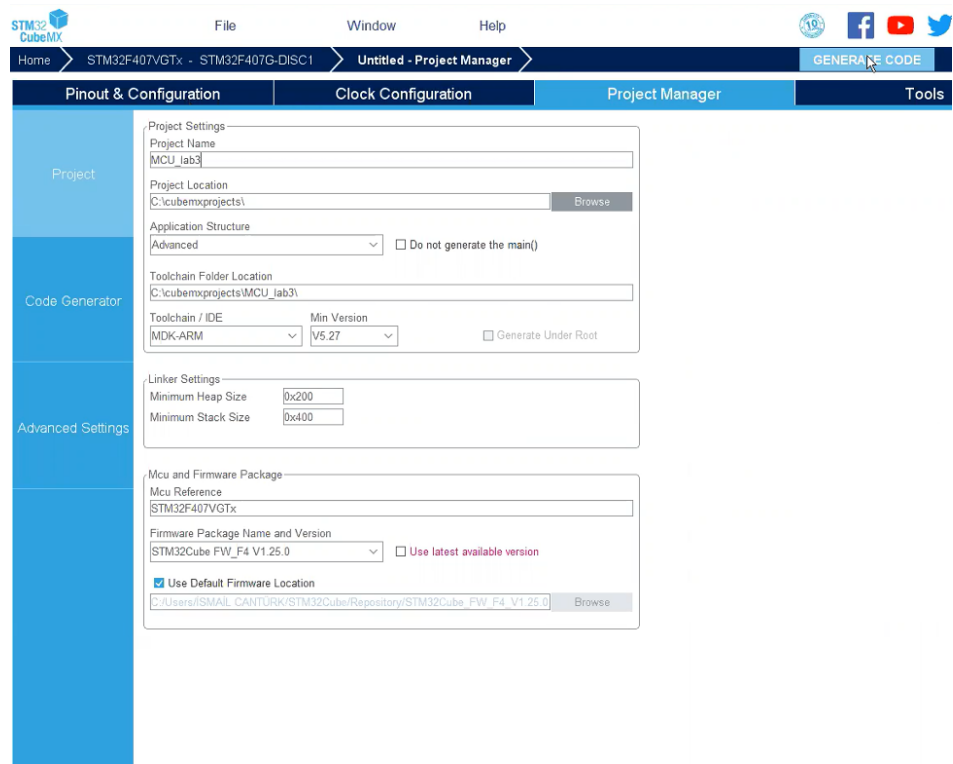 STM32
CubeMX
File
Window
Help
Home
STM32F407VGTx - STM32F407G-DISC1
Untitled - Project Manager
GENERATE CODE
Pinout & Configuration
Clock Configuration
Project Manager
Tools
Project
Code Generator
Advanced Settings
Project Settings
Project Name
MCU_lab3
Project Location
C:\cubemxprojects\
Browse
Application Structure
Advanced
Do not generate the main()
Toolchain Folder Location
C:\cubemxprojects\MCU_lab3\
Toolchain / IDE
Min Version
MDK-ARM
V5.27
Generate Under Root
Linker Settings
Minimum Heap Size
0x200
Minimum Stack Size
0x400
Mcu and Firmware Package
Mcu Reference
STM32F407VGTx
Firmware Package Name and Version
STM32Cube FW_F4 V1.25.0
Use latest available version
Use Default Firmware Location
C:/Users/ISMAİL CANTÜRK/STM32Cube/Repository/STM32Cube_FW_F4_V1.25.0
Browse